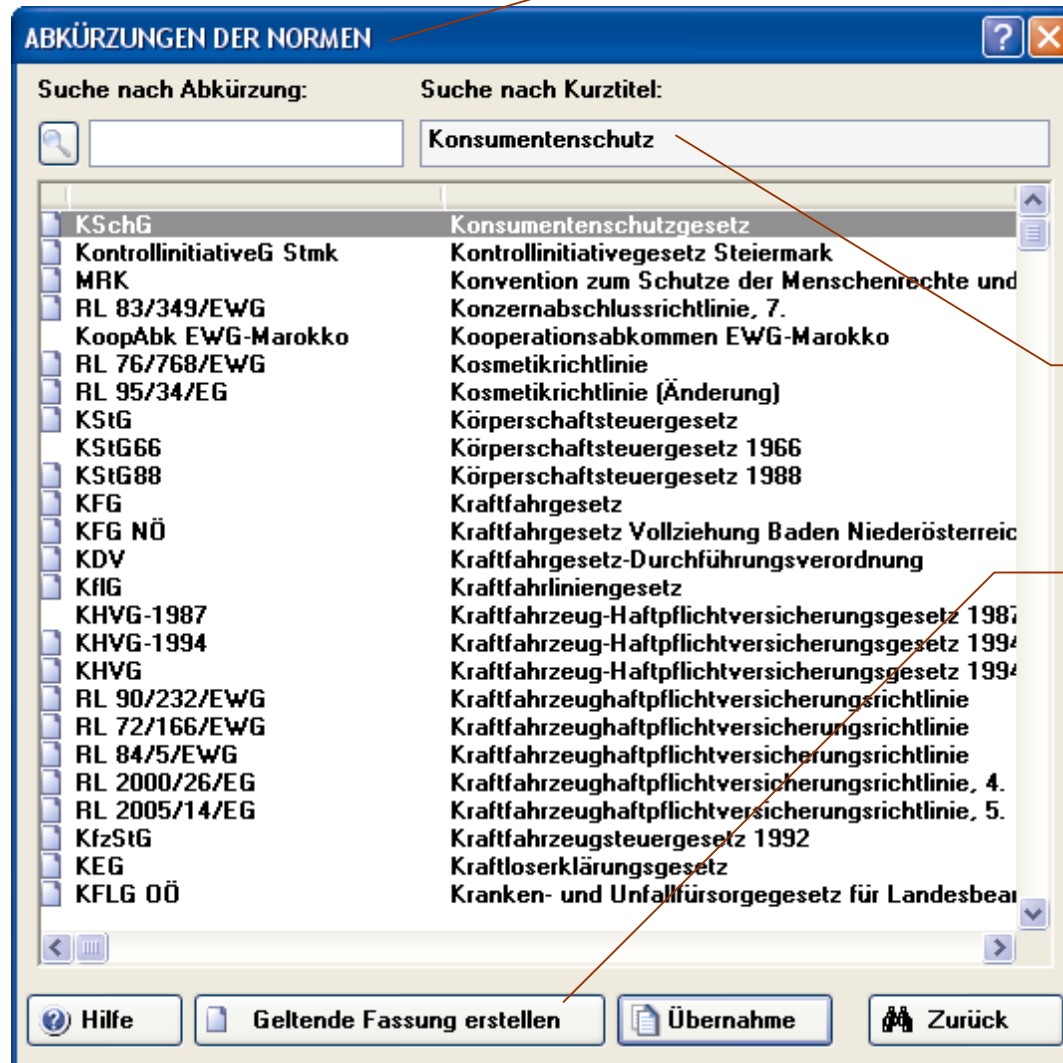 ABKÜRZUNGEN DER NORMEN
Suche nach Abkürzung: Suche nach Kurztitel:
Konsumentenschutz
KSchG Konsumentenschutzgesetz
KontrollinitiativeG Stmk Kontrollinitiativegesetz Steiermark
MRK Konvention zum Schutze der Menschenrechte und
RL 83/349/EWG Konzernabschlussrichtlinie, 7.
KoopAbk EWG-Marokko Kooperationsabkommen EWG-Marokko
RL 76/768/EWG Kosmetikrichtlinie
RL 95/34/EG Kosmetikrichtlinie (Änderung)
KStG Körperschaftsteuergesetz
KStG66 Körperschaftsteuergesetz 1966
KStG88 Körperschaftsteuergesetz 1988
KFG Kraftfahrgesetz
KFG NÖ Kraftfahrgesetz Vollziehung Baden Niederösterreic
KDV Kraftfahrgesetz-Durchführungsverordnung
KflG Kraftfahrliniengesetz
KHVG-1987 Kraftfahrzeug-Haftpflichtversicherungsgesetz 1987
KHVG-1994 Kraftfahrzeug-Haftpflichtversicherungsgesetz 1994
KHVG Kraftfahrzeug-Haftpflichtversicherungsgesetz 1994
RL 90/232/EWG Kraftfahrzeughaftpflichtversicherungsrichtlinie
RL 72/166/EWG Kraftfahrzeughaftpflichtversicherungsrichtlinie
RL 84/5/EWG Kraftfahrzeughaftpflichtversicherungsrichtlinie
RL 2000/26/EG Kraftfahrzeughaftpflichtversicherungsrichtlinie, 4.
RL 2005/14/EG Kraftfahrzeughaftpflichtversicherungsrichtlinie, 5.
KfzStG Kraftfahrzeugsteuergesetz 1992
KEG Kraftloserklärungsgesetz
KFLG OÖ Kranken- und Unfallfürsorgegesetz für Landesbear
Hilfe Geltende Fassung erstellen Übernahme Zurück